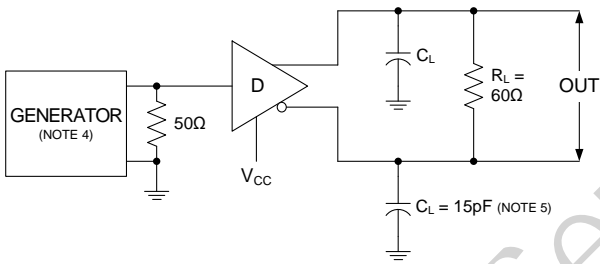 GENERATOR
(NOTE 4)
50Ω
D
VCC
CL
RL =
60Ω
OUT
CL = 15pF (NOTE 5)